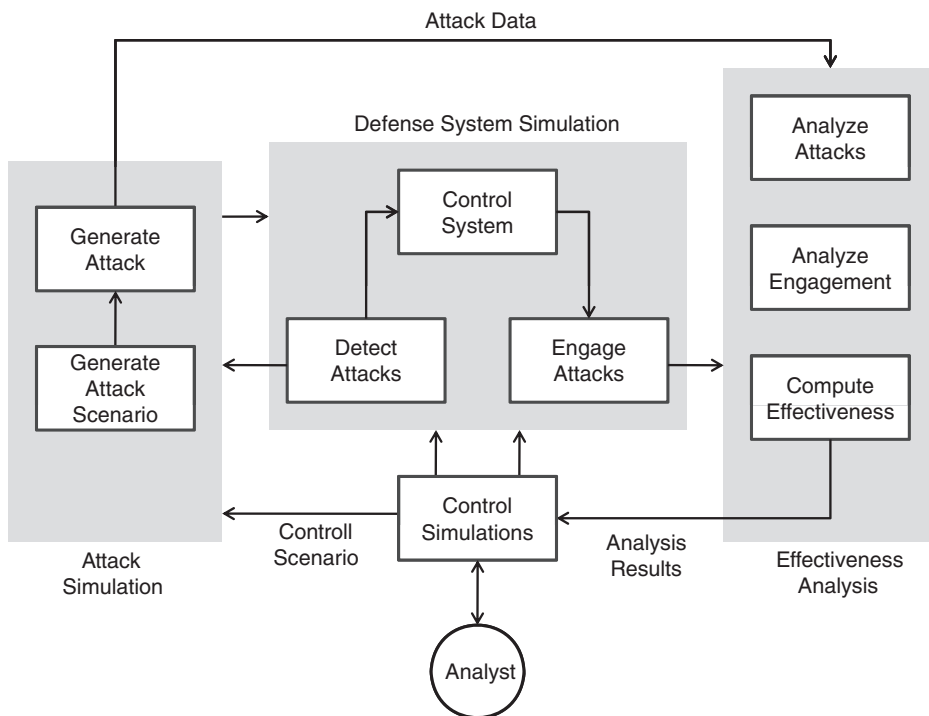 Attack Data
Defense System Simulation
Generate
Attack
Generate
Attack
Scenario
Attack
Simulation
Control
System
Detect
Attacks
Engage
Attacks
Control
Simulations
Controll
Scenario
Analysis
Results
Analyst
Analyze
Attacks
Analyze
Engagement
Compute
Effectiveness
Effectiveness
Analysis